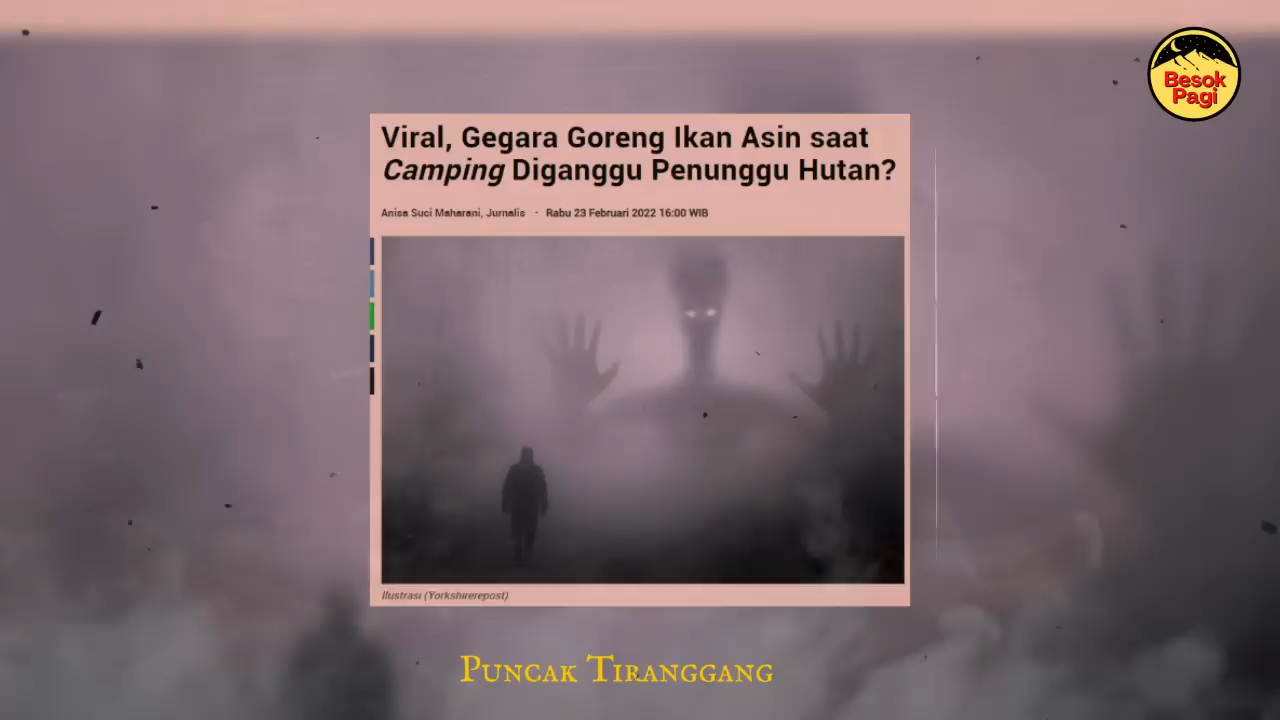 Besok
Pagi
Viral, Gegara Goreng Ikan Asin saat
Camping Diganggu Penunggu Hutan?
Anisa Suci Maharani, Jurnalis - Rabu 23 Februari 2022 16:00 WIB
Ilustrasi (Yorkshirerepost)
Puncak Tiranggang